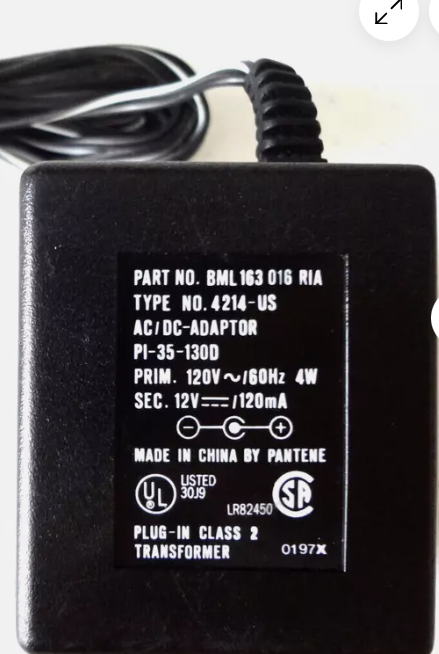 PART NO. BML 163 016 RIA
TYPE NO. 4214-US
AC/DC-ADAPTOR
PI-35-130D
PRIM. 120V~/60Hz 4W
SEC. 12V⎓/120mA
- +
MADE IN CHINA BY PANTENE
UL ® LISTED 30J9
LR82450 SA
PLUG-IN CLASS 2
TRANSFORMER 0197X